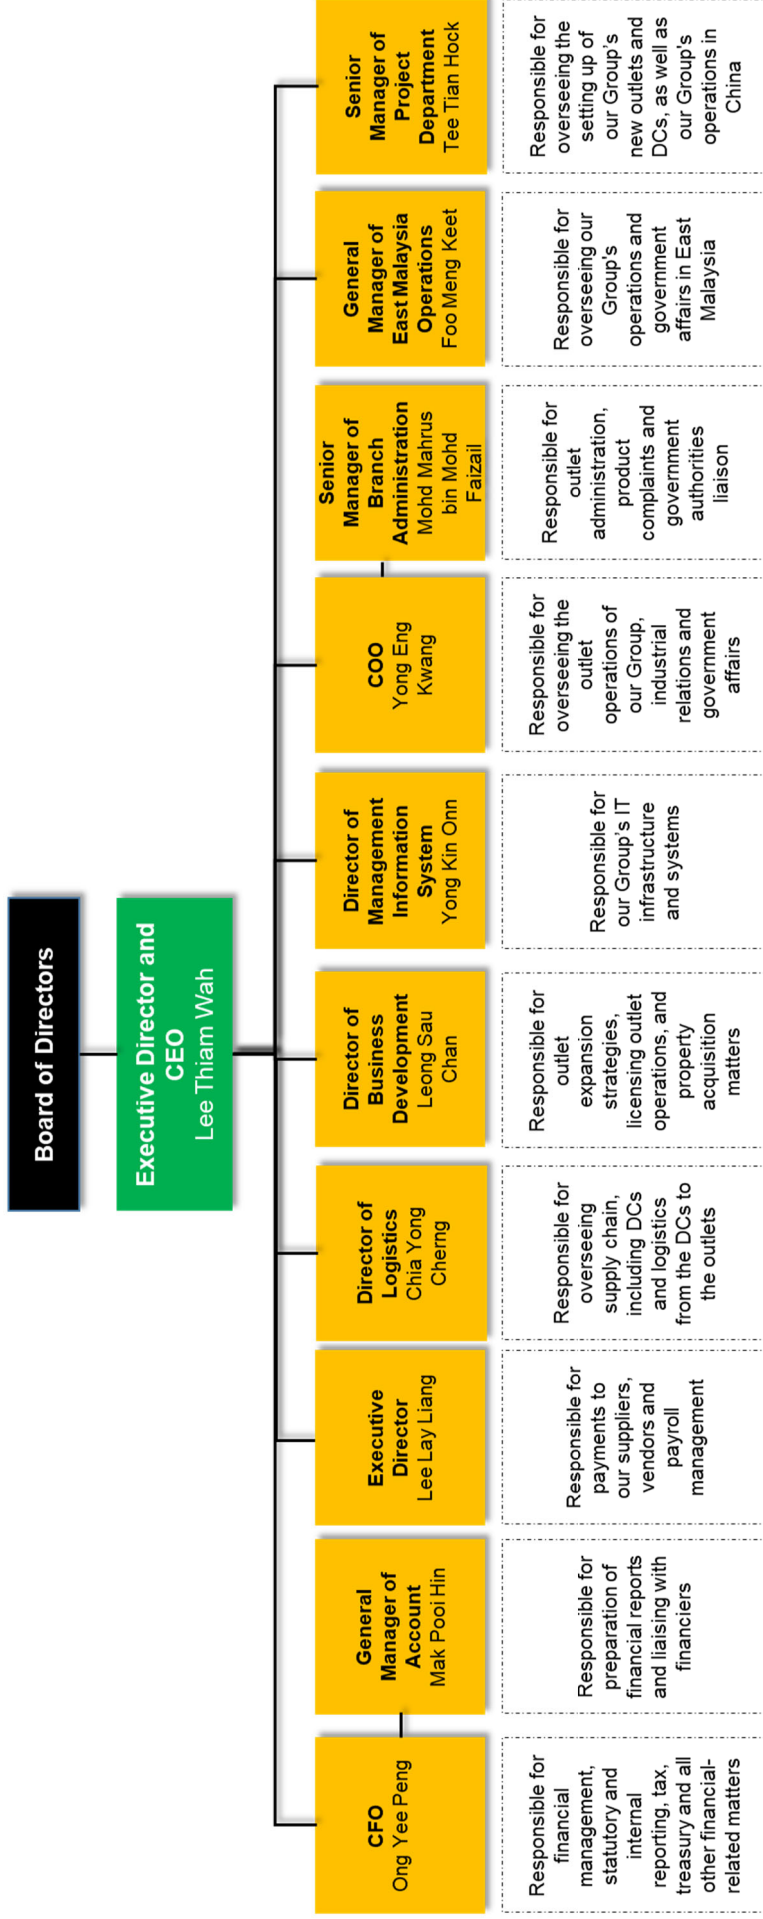 Board of Directors
Executive Director and
CEO
Lee Thiam Wah
CFO
Ong Yee Peng
General
Manager of
Account
Mak Pooi Hin
Executive
Director
Lee Lay Liang
Director of
Logistics
Chia Yong
Cherng
Director of
Business
Development
Leong Sau
Chan
Director of
Management
Information
System
Yong Kin Onn
COO
Yong Eng
Kwang
Senior
Manager of
Branch
Administration
Mohd Mahrus
bin Mohd
Faizail
General
Manager of
East Malaysia
Operations
Foo Meng Keet
Senior
Manager of
Project
Department
Tee Tian Hock
Responsible for
financial
management,
statutory and
internal
reporting, tax,
treasury and all
other financial-
related matters
Responsible for
preparation of
financial reports
and liaising with
financiers
Responsible for
payments to
our suppliers,
vendors and
payroll
management
Responsible for
overseeing
supply chain,
including DCs
and logistics
from the DCs to
the outlets
Responsible for
outlet
expansion
strategies,
licensing outlet
operations, and
property
acquisition
matters
Responsible for
our Group's IT
infrastructure
and systems
Responsible for
overseeing the
outlet
operations of
our Group,
industrial
relations and
government
affairs
Responsible for
outlet
administration,
product
complaints and
government
authorities
liaison
Responsible for
overseeing our
Group's
operations and
government
affairs in East
Malaysia
Responsible for
overseeing the
setting up of
our Group's
new outlets and
DCs, as well as
our Group's
operations in
China